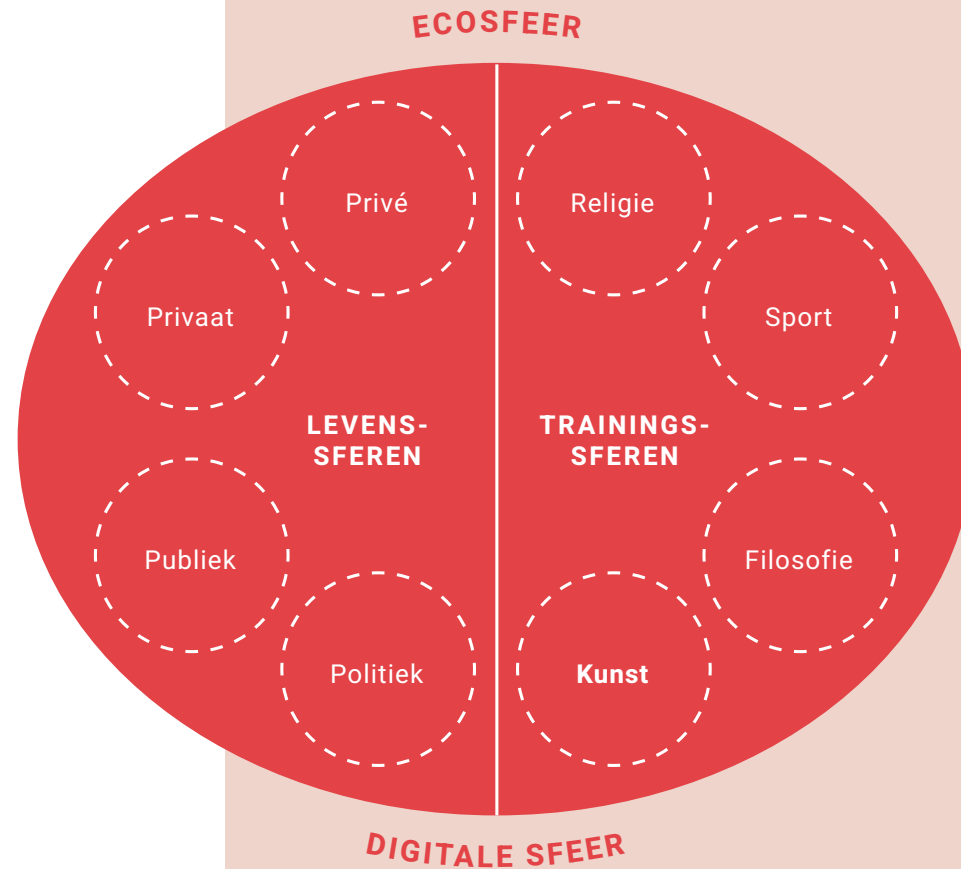 ECOSFEER
Privé
Religie
Privaat
Sport
LEVENS-
SFEREN
TRAININGS-
SFEREN
Publiek
Filosofie
Politiek
Kunst
DIGITALE SFEER